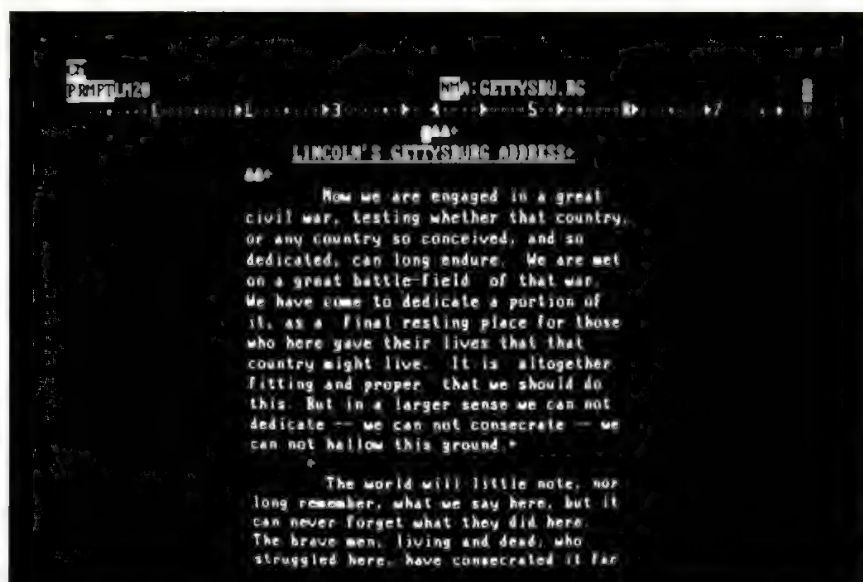 LM
PRMPT LM20 NM A:GETTYSBU.BG
LINCOLN'S GETTYSBURG ADDRESS
Now we are engaged in a great
civil war, testing whether that country,
or any country so conceived, and so
dedicated, can long endure. We are met
on a great battle-field of that war.
We have come to dedicate a portion of
it, as a final resting place for those
who here gave their lives that that
country might live. It is altogether
fitting and proper that we should do
this. But in a larger sense we can not
dedicate -- we can not consecrate -- we
can not hallow this ground.
The world will little note, nor
long remember, what we say here, but it
can never forget what they did here.
The brave men, living and dead, who
struggled here, have consecrated it far